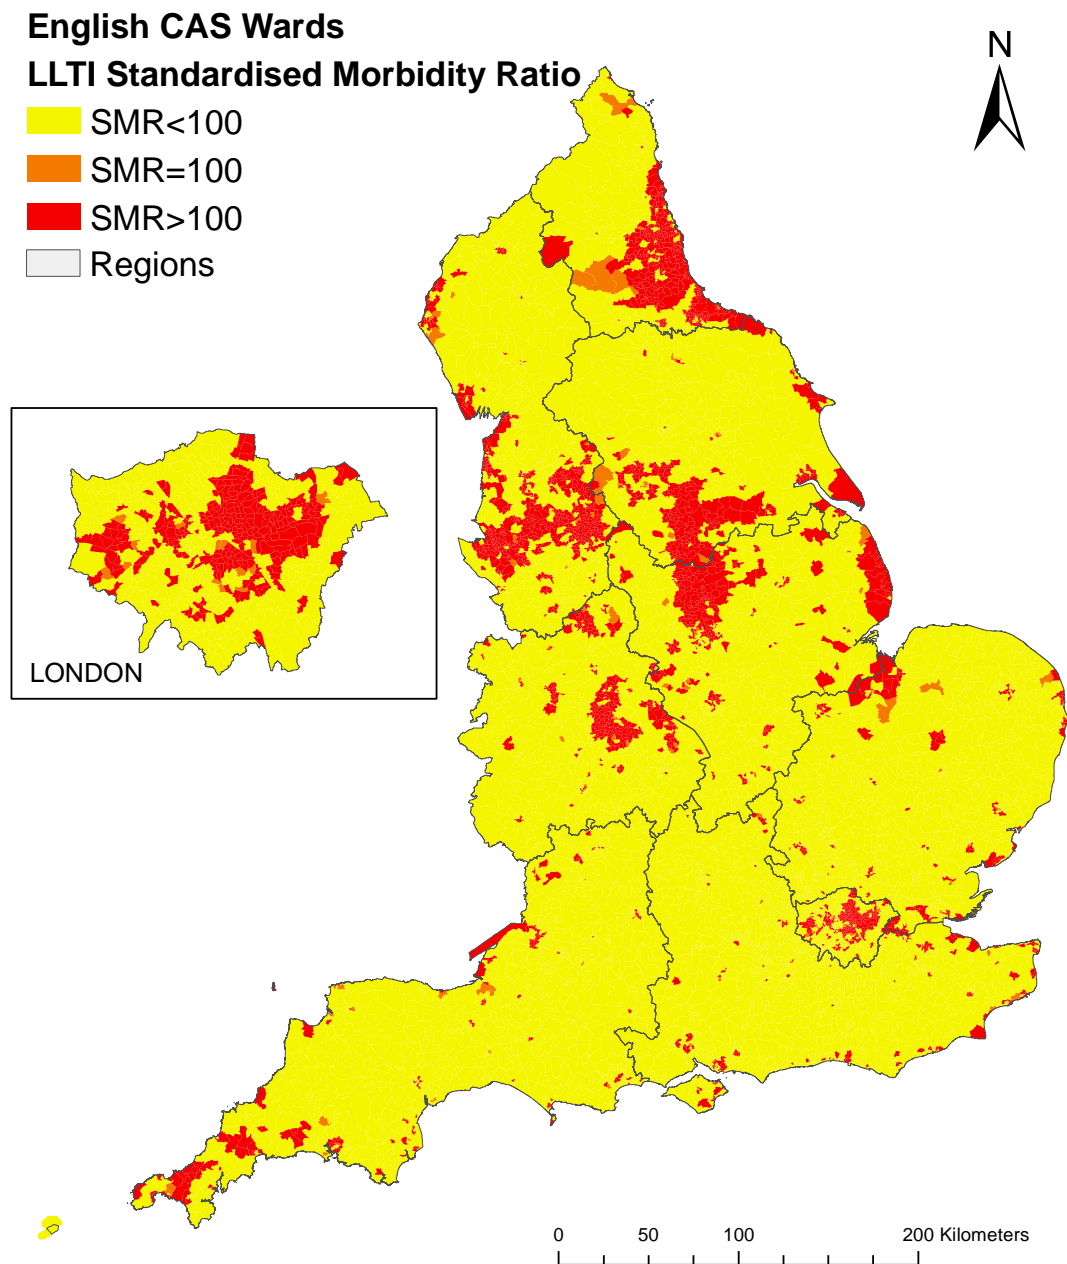 English CAS Wards
LLTI Standardised Morbidity Ratio
SMR<100
SMR=100
SMR>100
Regions
N
LONDON
0 50 100 200 Kilometers